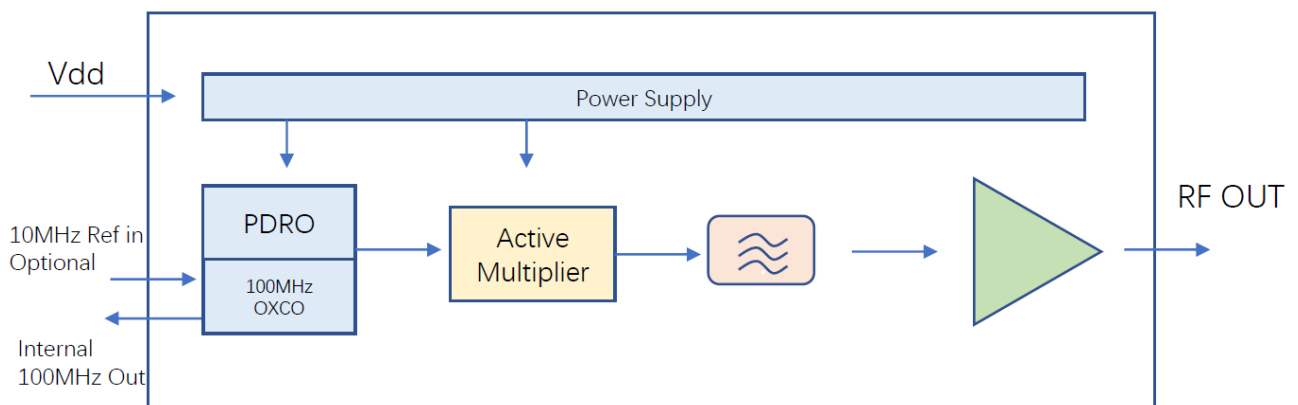 Vdd
Power Supply
PDRO
10MHz Ref in
Optional
100MHz
OXCO
Internal
100MHz Out
Active
Multiplier
RF OUT